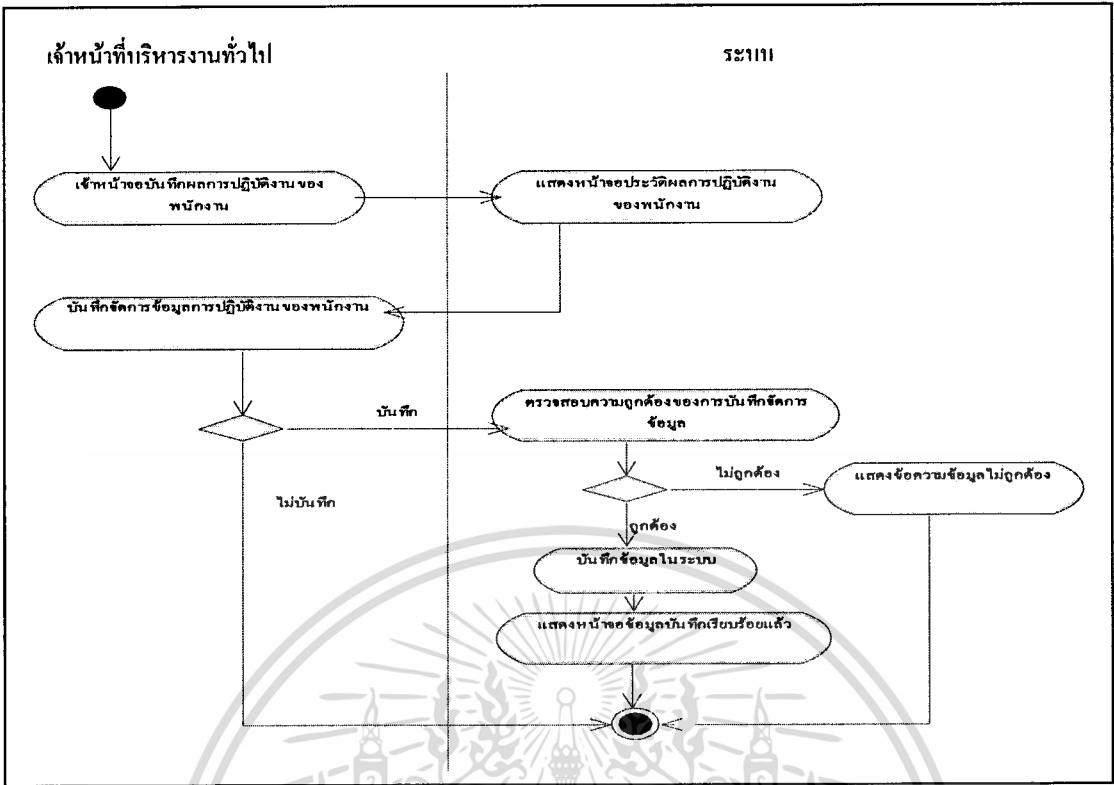 เจ้าหน้าที่บริหารงานทั่วไป
ระบบ
เข้าหน้าจอบันทึกผลการปฏิบัติงานของ
พนักงาน
แสดงหน้าจอประวัติผลการปฏิบัติงาน
ของพนักงาน
บันทึกจัดการข้อมูลการปฏิบัติงานของพนักงาน
บันทึก
ตรวจสอบความถูกต้องของการบันทึกจัดการ
ข้อมูล
ไม่บันทึก
ไม่ถูกต้อง
แสดงข้อความข้อมูลไม่ถูกต้อง
ถูกต้อง
บันทึกข้อมูลในระบบ
แสดงหน้าจอข้อมูลบันทึกเรียบร้อยแล้ว